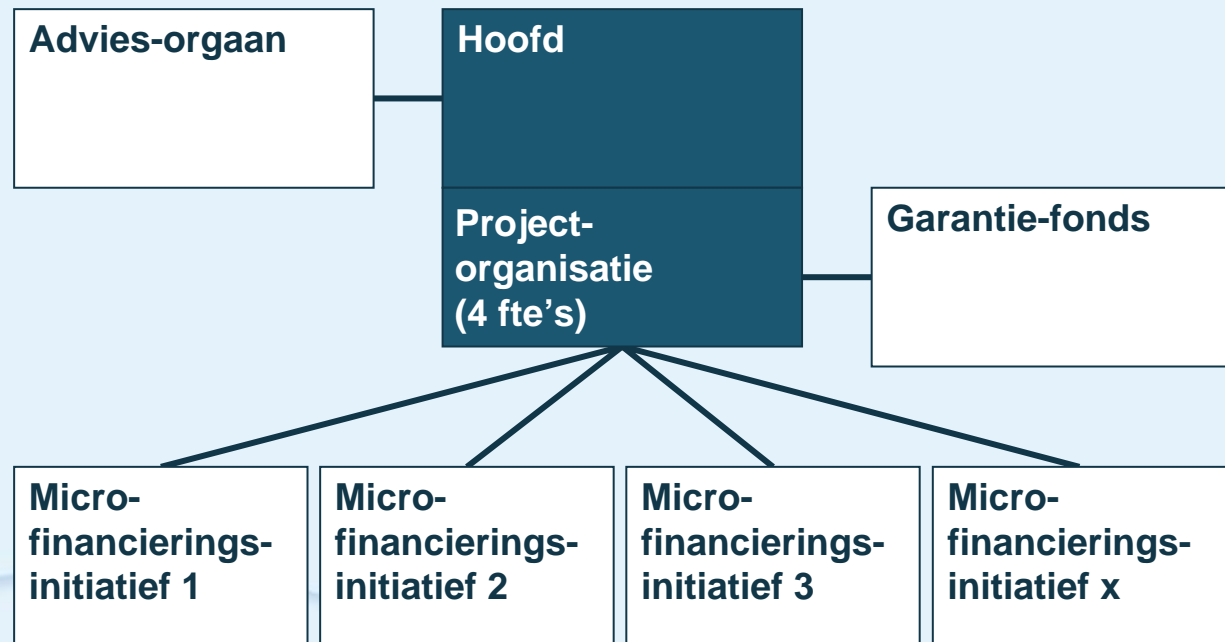 Advies-orgaan
Hoofd
Project-
organisatie
(4 fte’s)
Garantie-fonds
Micro-
financierings-
initiatief 1
Micro-
financierings-
initiatief 2
Micro-
financierings-
initiatief 3
Micro-
financierings-
initiatief x